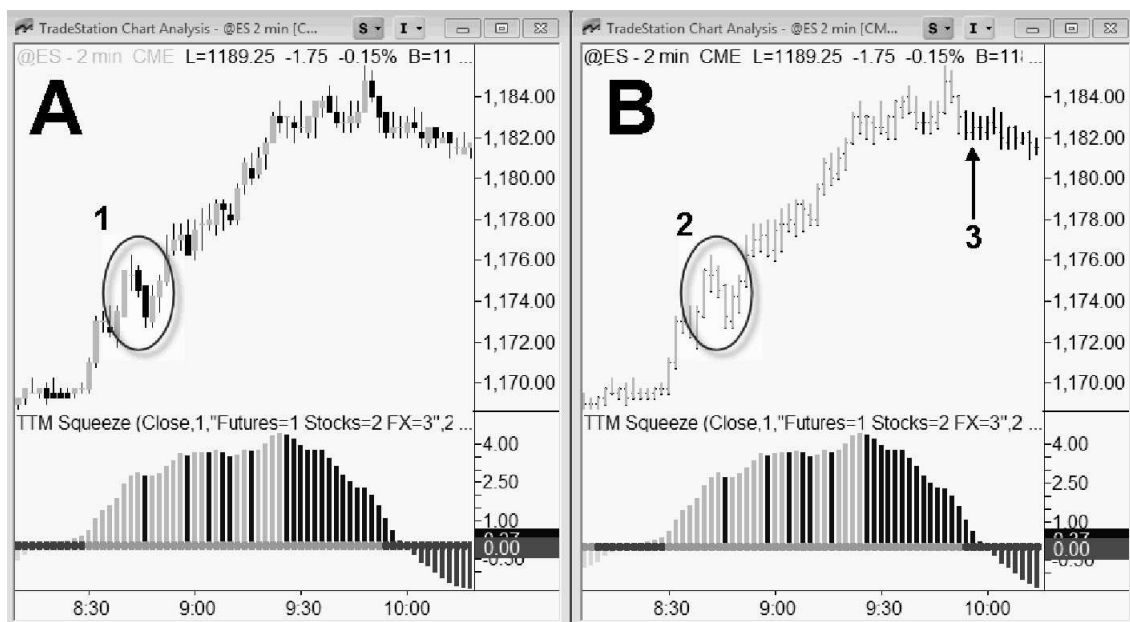 TradeStation Chart Analysis - @ES 2 min [C...
S
I
@ES - 2 min CME L=1189.25 -1.75 -0.15% B=11 ...
A
1
1,184.00
1,182.00
1,180.00
1,178.00
1,176.00
1,174.00
1,172.00
1,170.00
TTM Squeeze (Close,1,"Futures=1 Stocks=2 FX=3",2 ...
4.00
2.50
1.00
0.00
8:30 9:00 9:30 10:00
TradeStation Chart Analysis - @ES 2 min [CM...
S
I
@ES - 2 min CME L=1189.25 -1.75 -0.15% B=11 ...
B
2
3
1,184.00
1,182.00
1,180.00
1,178.00
1,176.00
1,174.00
1,172.00
1,170.00
TTM Squeeze (Close,1,"Futures=1 Stocks=2 FX=3",2 ...
4.00
2.50
1.00
0.00
8:30 9:00 9:30 10:00